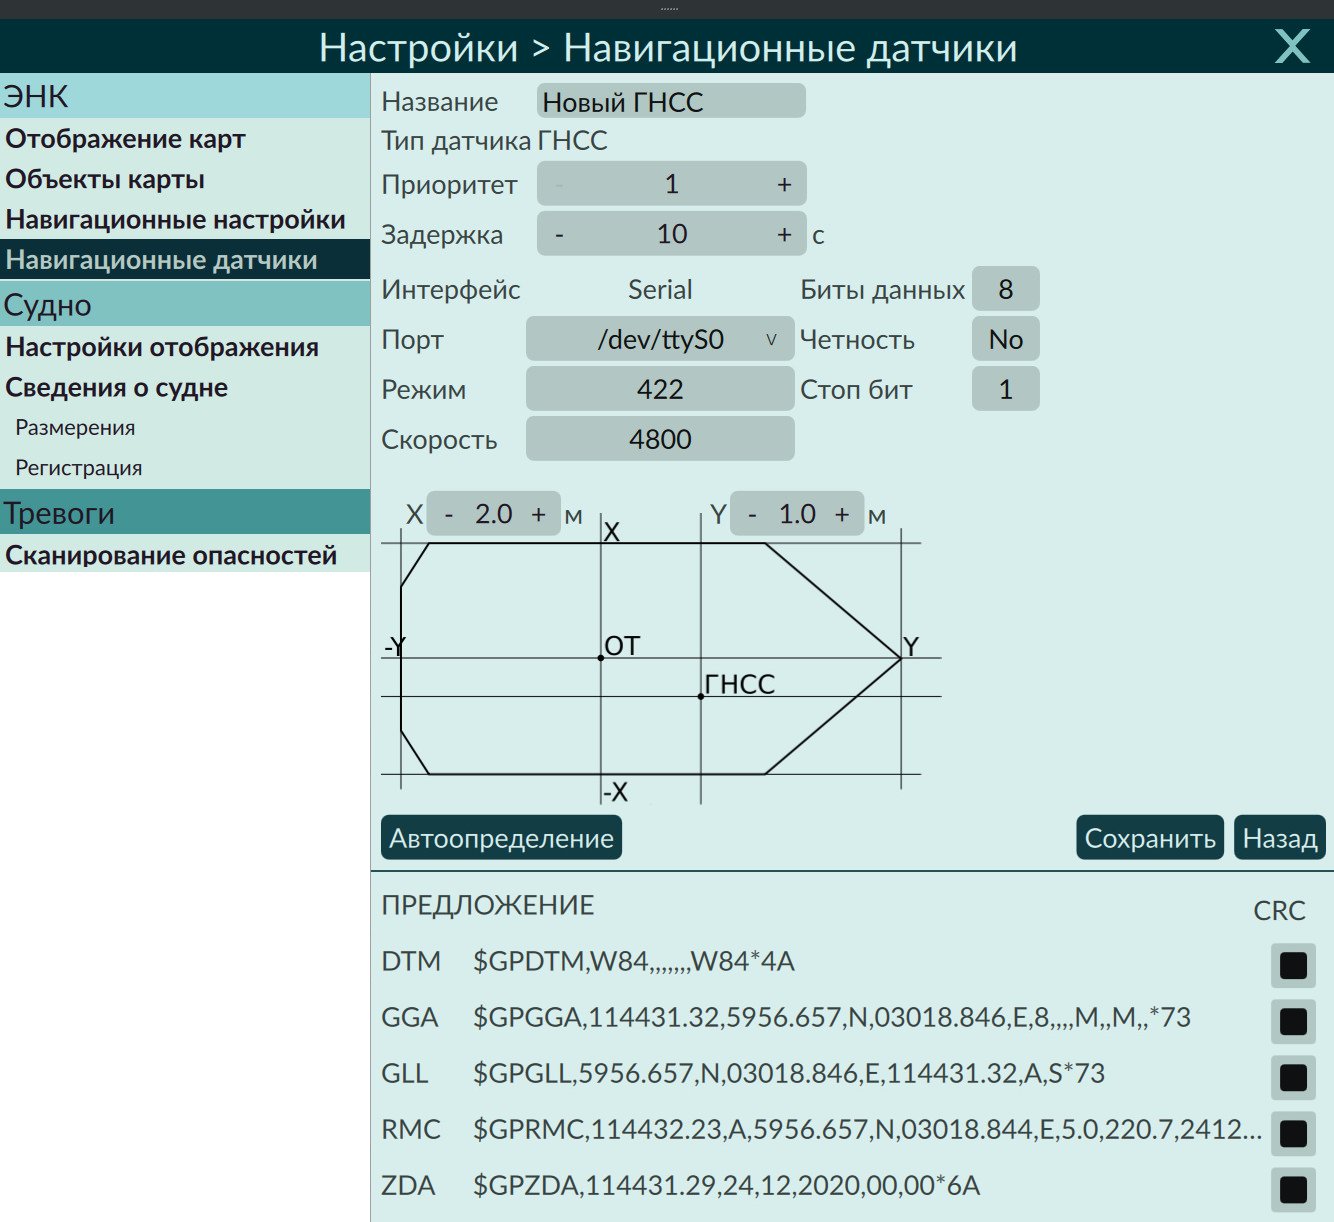 Настройки > Навигационные датчики X
ЭНК
Отображение карт
Объекты карты
Навигационные настройки
Навигационные датчики
Судно
Настройки отображения
Сведения о судне
Размерения
Регистрация
Тревоги
Сканирование опасностей
Название Новый ГНСС
Тип датчика ГНСС
Приоритет - 1 +
Задержка - 10 + с
Интерфейс Serial Биты данных 8
Порт /dev/ttyS0 v Четность No
Режим 422 Стоп бит 1
Скорость 4800
X - 2.0 + м Y - 1.0 + м
X
-Y ОТ Y
ГНСС
-X
Автоопределение Сохранить Назад
ПРЕДЛОЖЕНИЕ CRC
DTM $GPDTM,W84,,,,,,,W84*4A
GGA $GPGGA,114431.32,5956.657,N,03018.846,E,8,,,,M,,M,,*73
GLL $GPGLL,5956.657,N,03018.846,E,114431.32,A,S*73
RMC $GPRMC,114432.23,A,5956.657,N,03018.844,E,5.0,220.7,2412...
ZDA $GPZDA,114431.29,24,12,2020,00,00*6A